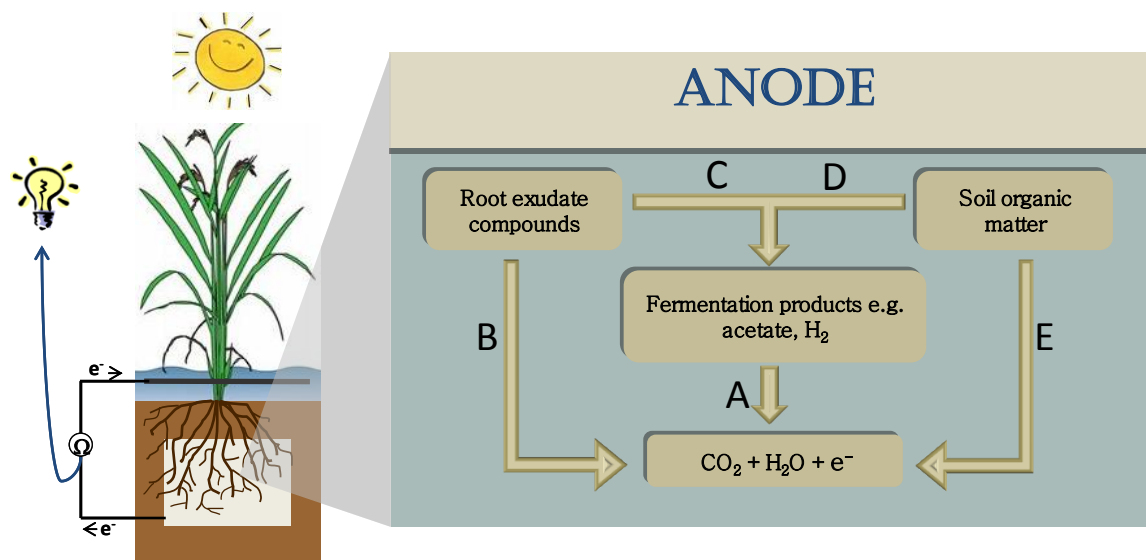 ANODE
C
D
Root exudate
compounds
Soil organic
matter
Fermentation products e.g.
acetate, H₂
B
E
A
CO₂ + H₂O + e⁻
e⁻
Ω
e⁻